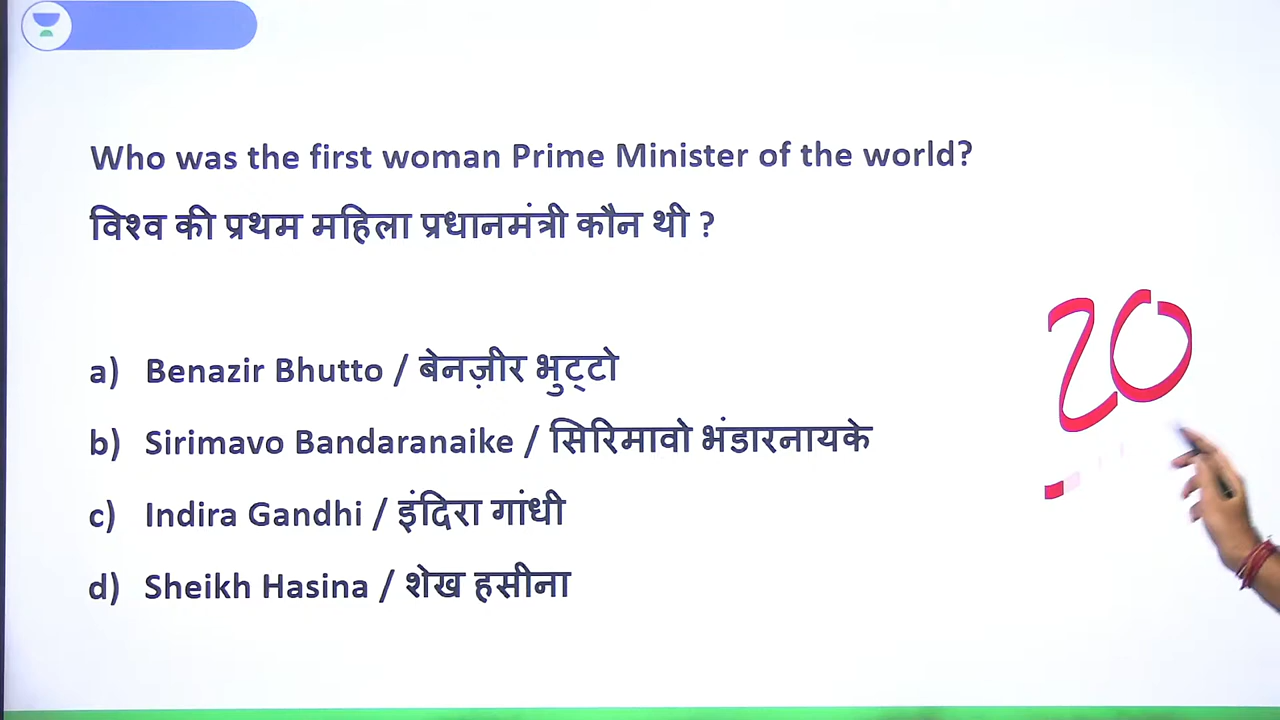 Who was the first woman Prime Minister of the world?
विश्व की प्रथम महिला प्रधानमंत्री कौन थी ?
a) Benazir Bhutto / बेनज़ीर भुट्टो
20
b) Sirimavo Bandaranaike / सिरिमावो भंडारनायके
c) Indira Gandhi / इंदिरा गांधी
d) Sheikh Hasina / शेख हसीना